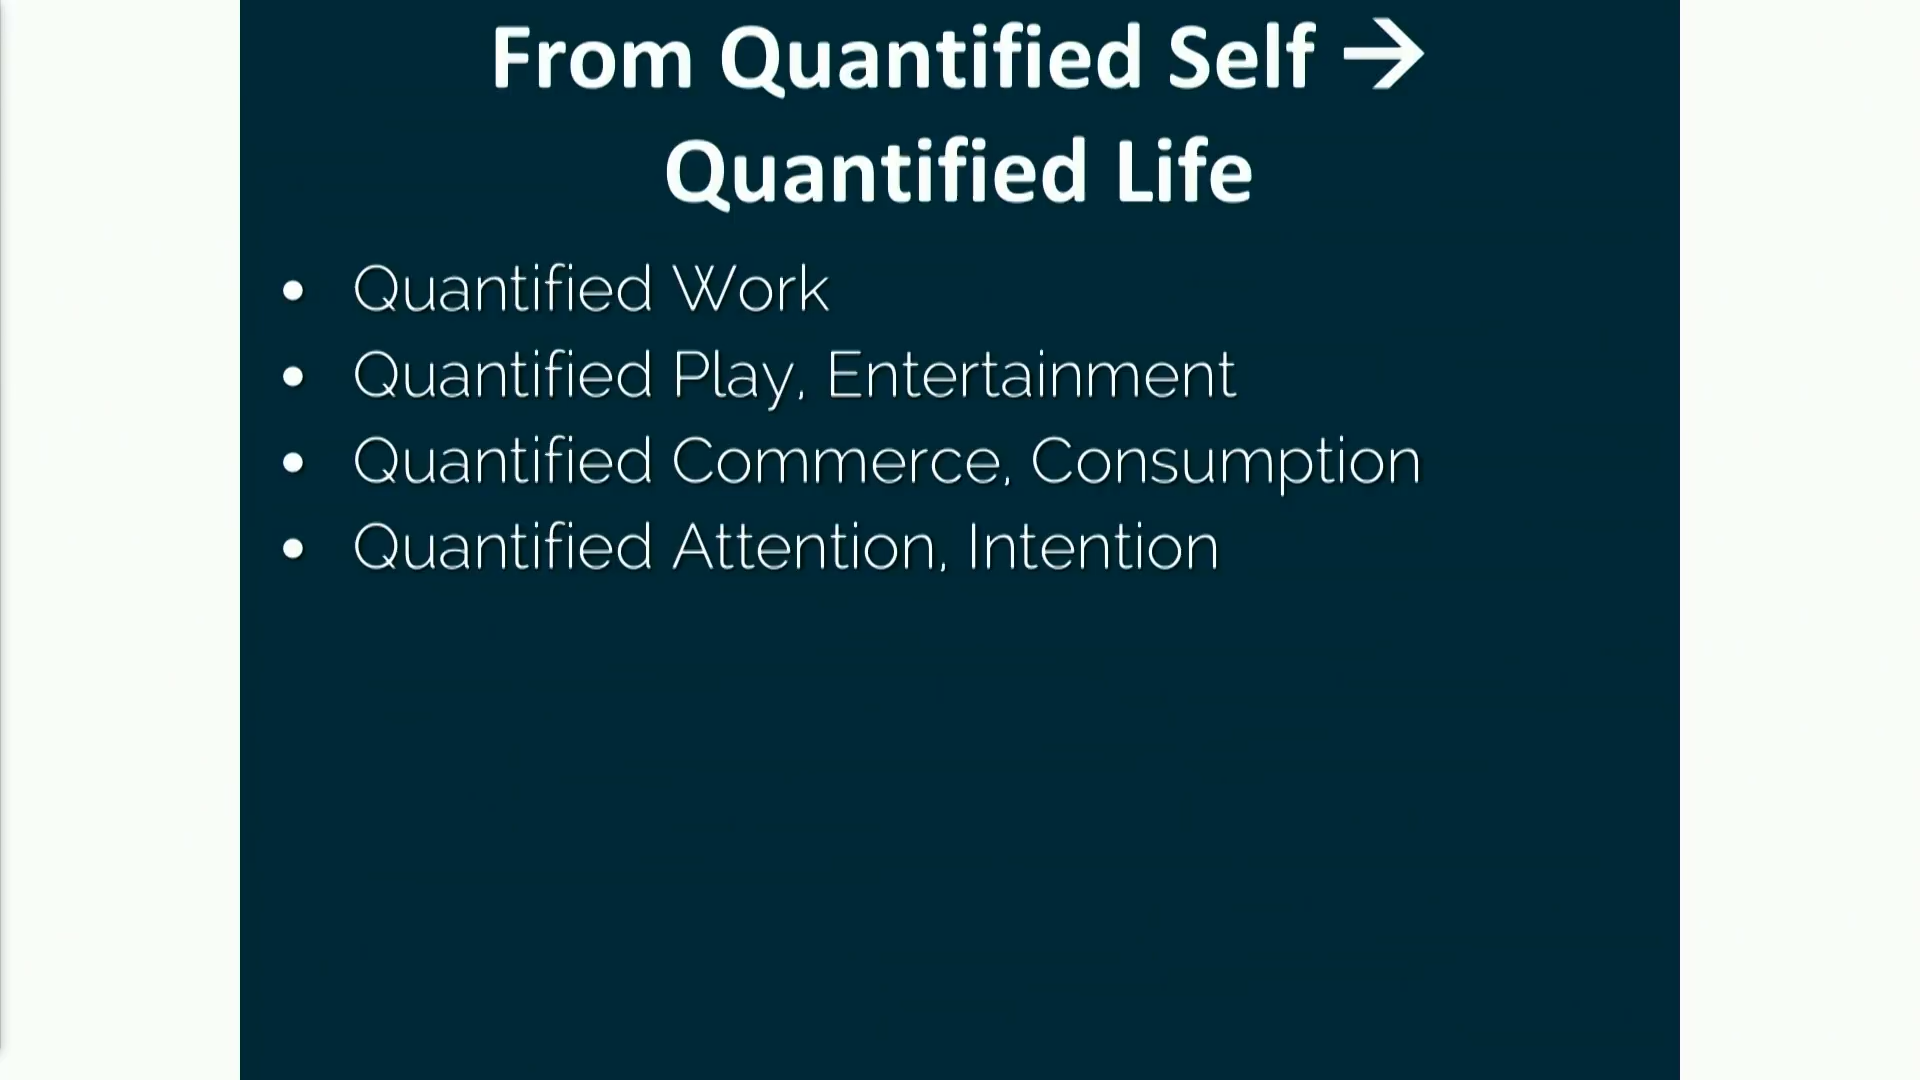 From Quantified Self →
Quantified Life
• Quantified Work
• Quantified Play, Entertainment
• Quantified Commerce, Consumption
• Quantified Attention, Intention